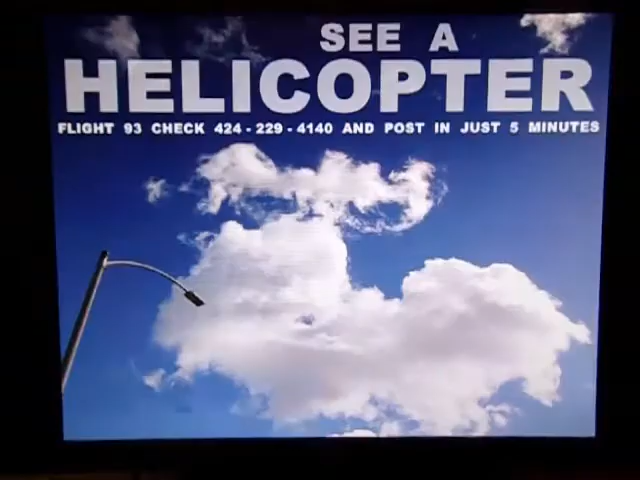 SEE A
HELICOPTER
FLIGHT 93 CHECK 424-229-4140 AND POST IN JUST 5 MINUTES